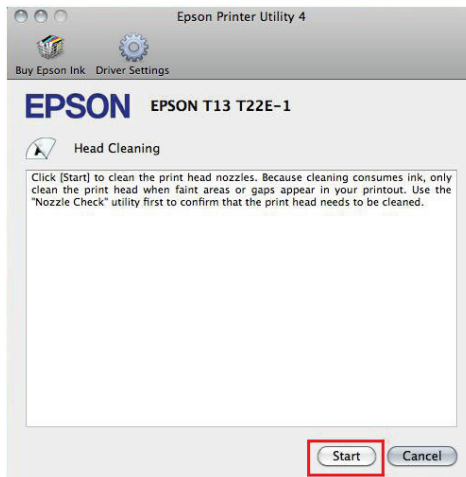 Epson Printer Utility 4
Buy Epson Ink Driver Settings
EPSON EPSON T13 T22E-1
Head Cleaning
Click [Start] to clean the print head nozzles. Because cleaning consumes ink, only
clean the print head when faint areas or gaps appear in your printout. Use the
"Nozzle Check" utility first to confirm that the print head needs to be cleaned.
Start Cancel